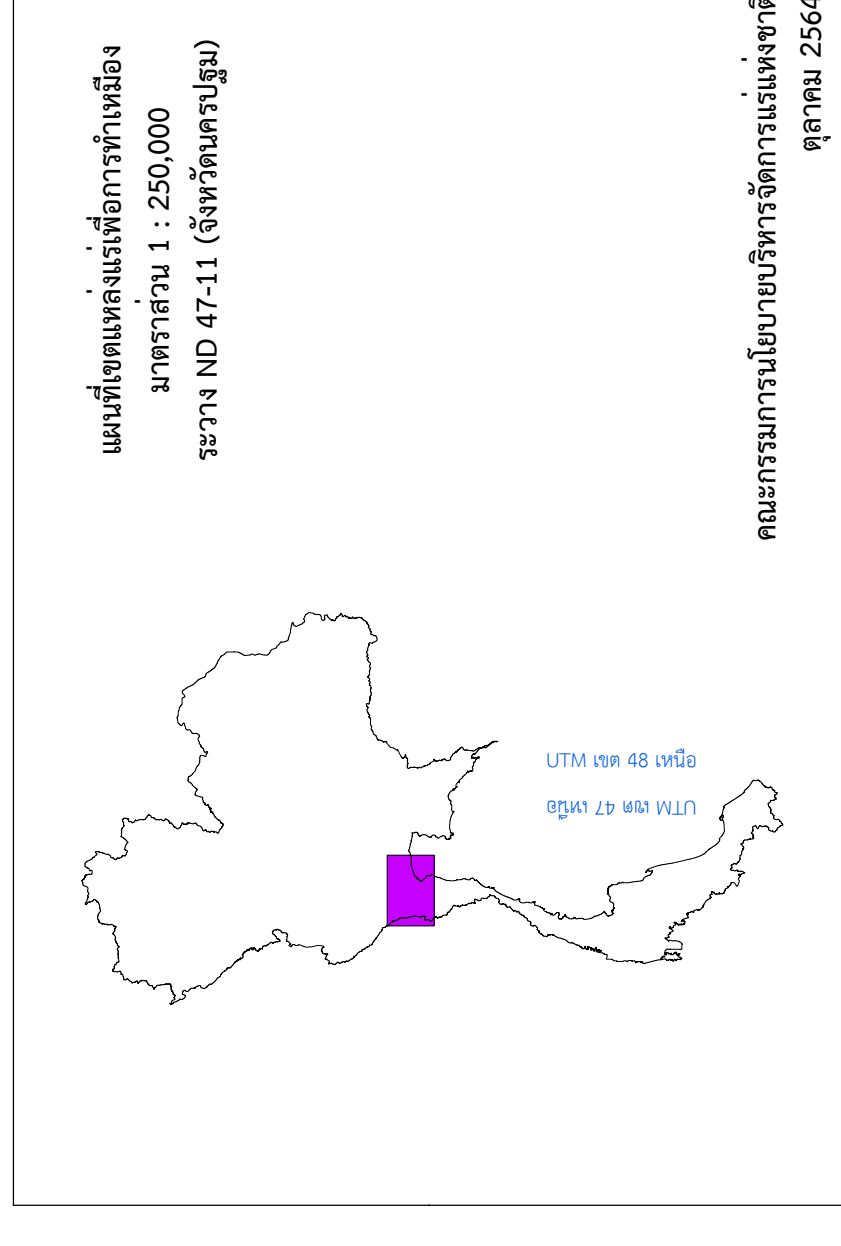 แผนที่เขตแหล่งแร่เพื่อการทำเหมือง
มาตราส่วน 1 : 250,000
ระวาง ND 47-11 (จังหวัดนครปฐม)
UTM เขต 48 เหนือ
UTM เขต 47 เหนือ
คณะกรรมการนโยบายบริหารจัดการแร่แห่งชาติ
ตุลาคม 2564